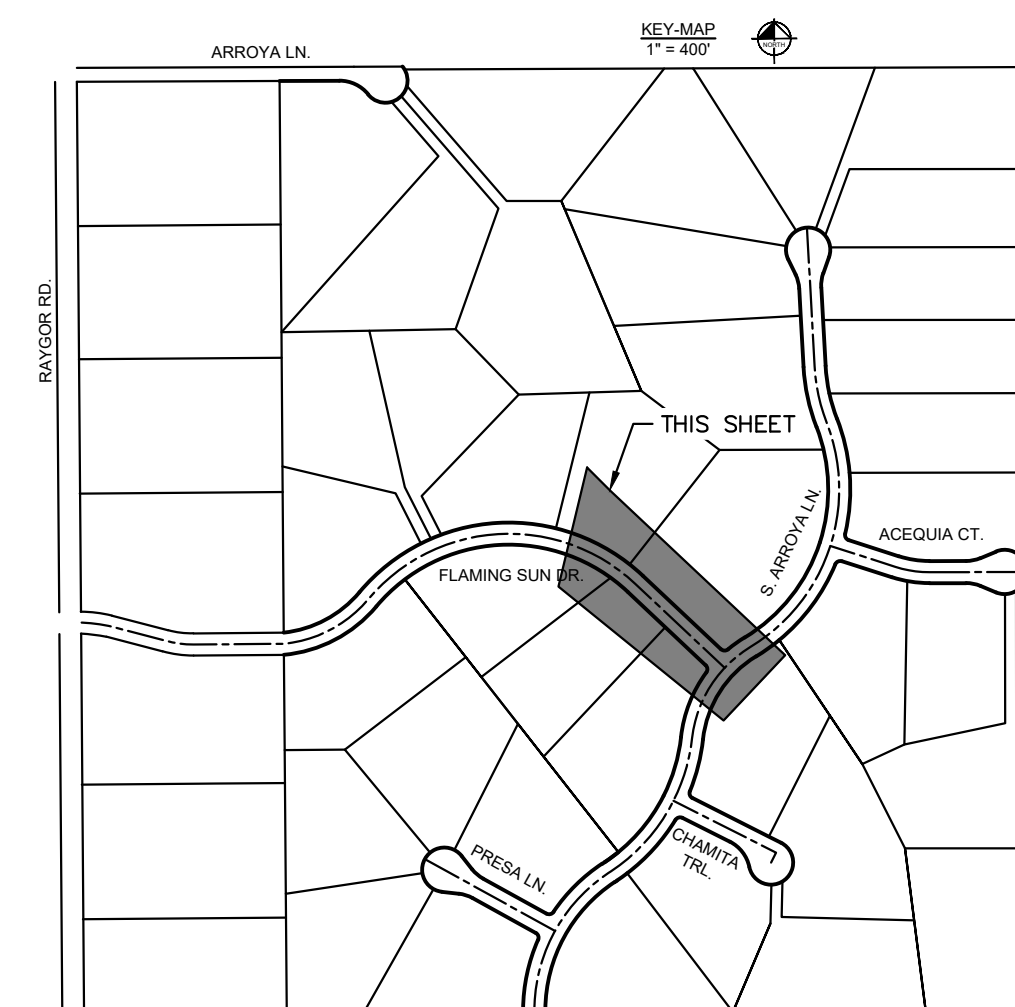 KEY-MAP
1" = 400'
NORTH
ARROYA LN.
RAYGOR RD.
THIS SHEET
S. ARROYA LN.
ACEQUIA CT.
FLAMING SUN DR.
PRESA LN.
CHAMITA
TRL.